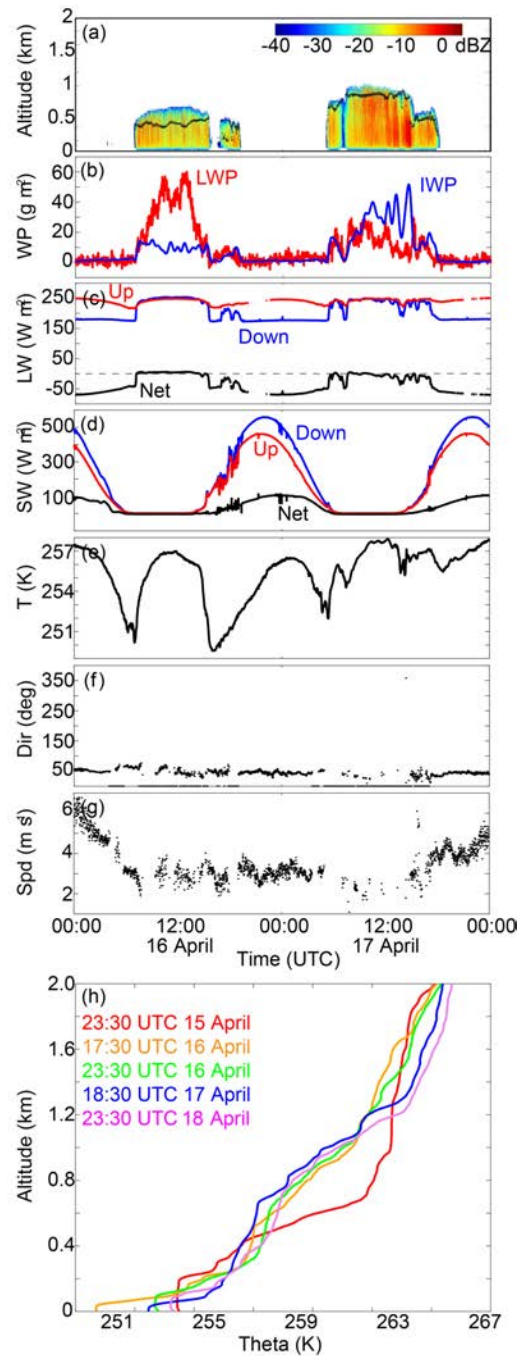 (a)
-40 -30 -20 -10 0 dBZ
Altitude (km)
2
1.5
1
0.5
0
(b)
LWP
IWP
WP (g m²)
60
40
20
0
(c)
Up
Down
Net
LW (W m²)
250
150
50
-50
(d)
Down
Up
Net
SW (W m²)
500
300
100
(e)
T (K)
257
254
251
(f)
Dir (deg)
350
250
150
50
(g)
Spd (m s¹)
6
4
2
00:00 12:00 00:00 12:00 00:00
16 April 17 April
Time (UTC)
(h)
23:30 UTC 15 April
17:30 UTC 16 April
23:30 UTC 16 April
18:30 UTC 17 April
23:30 UTC 18 April
Altitude (km)
2.0
1.6
1.2
0.8
0.4
0
251 255 259 263 267
Theta (K)